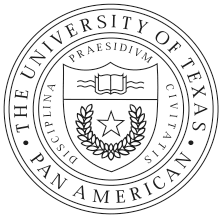 · THE UNIVERSITY OF TEXAS ·
PAN AMERICAN
DISCIPLINA PRAESIDIVM CIVITATIS